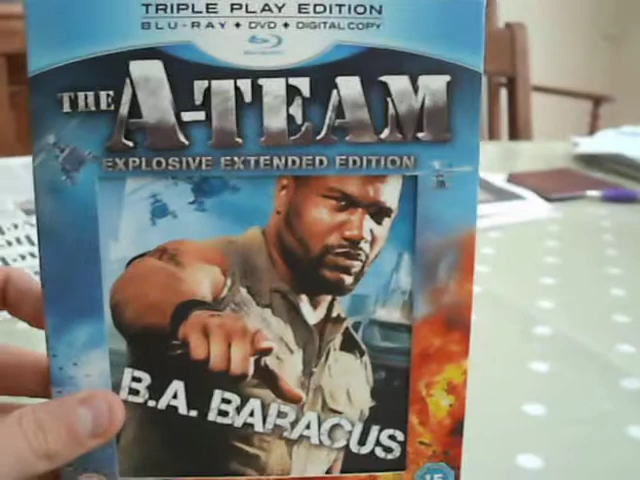 TRIPLE PLAY EDITION
BLU-RAY + DVD + DIGITAL COPY
THE A-TEAM
EXPLOSIVE EXTENDED EDITION
B.A. BARACUS
15